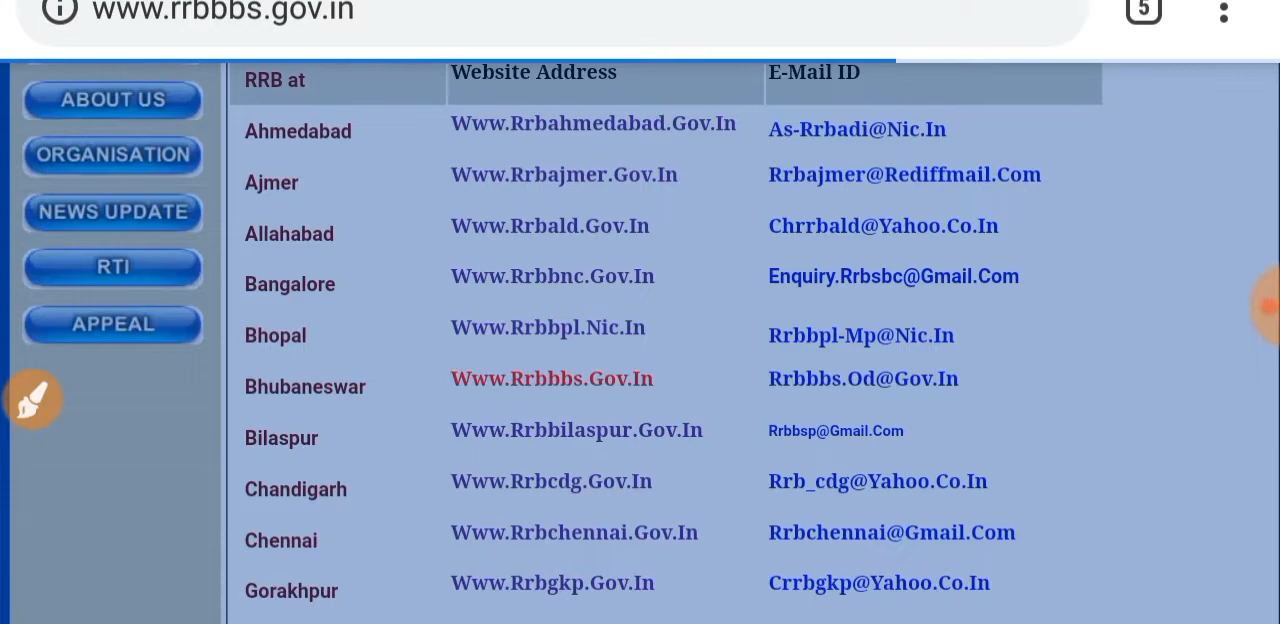 www.rrbbbs.gov.in
5
RRB at Website Address E-Mail ID
ABOUT US
Ahmedabad Www.Rrbahmedabad.Gov.In As-Rrbadi@Nic.In
ORGANISATION
Ajmer Www.Rrbajmer.Gov.In Rrbajmer@Rediffmail.Com
NEWS UPDATE
Allahabad Www.Rrbald.Gov.In Chrrbald@Yahoo.Co.In
RTI
Bangalore Www.Rrbbnc.Gov.In Enquiry.Rrbsbc@Gmail.Com
APPEAL
Bhopal Www.Rrbbpl.Nic.In Rrbbpl-Mp@Nic.In
Bhubaneswar Www.Rrbbbs.Gov.In Rrbbbs.Od@Gov.In
Bilaspur Www.Rrbbilaspur.Gov.In Rrbbsp@Gmail.Com
Chandigarh Www.Rrbcdg.Gov.In Rrb_cdg@Yahoo.Co.In
Chennai Www.Rrbchennai.Gov.In Rrbchennai@Gmail.Com
Gorakhpur Www.Rrbgkp.Gov.In Crrbgkp@Yahoo.Co.In